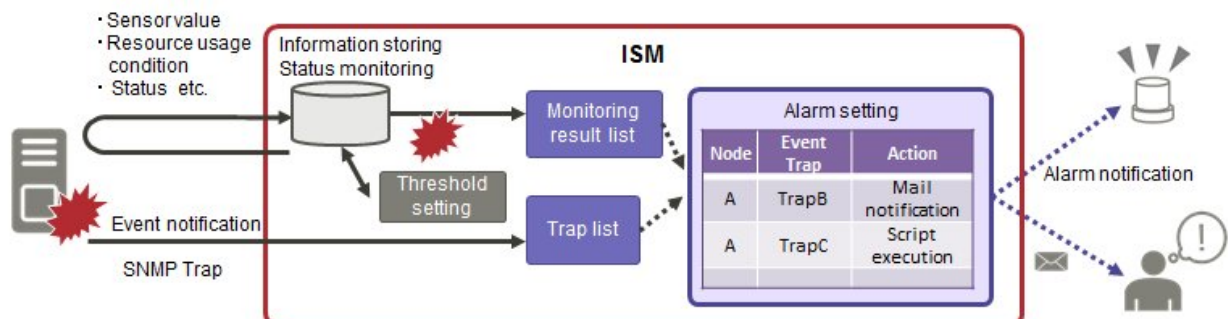 ・Sensor value
・Resource usage
condition
・Status etc.
Information storing
Status monitoring
ISM
Monitoring
result list
Threshold
setting
Event notification
SNMP Trap
Trap list
Alarm setting
Node Event Trap Action
A TrapB Mail notification
A TrapC Script execution
Alarm notification
!